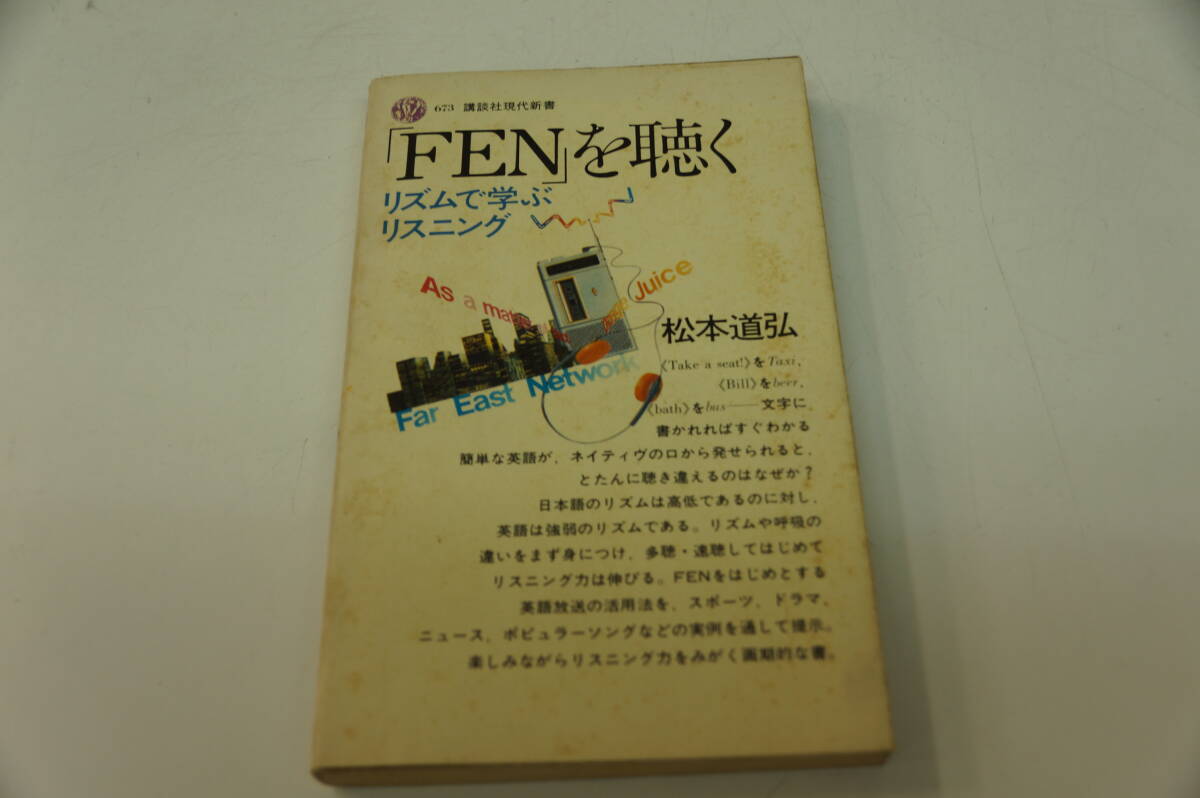 673 講談社現代新書
「FEN」を聴く
リズムで学ぶ
リスニング
As a matter
Juice
Far East Network
松本道弘
《Take a seat!》をTaxi,
《Bill》をbeer,
《bath》をbus——文字に
書かれればすぐわかる
簡単な英語が、ネイティヴの口から発せられると、
とたんに聴き違えるのはなぜか?
日本語のリズムは高低であるのに対し、
英語は強弱のリズムである。リズムや呼吸の
違いをまず身につけ、多聴・速聴してはじめて
リスニング力は伸びる。FENをはじめとする
英語放送の活用法を、スポーツ、ドラマ、
ニュース、ポピュラーソングなどの実例を通して提示。
楽しみながらリスニング力をみがく画期的な書。